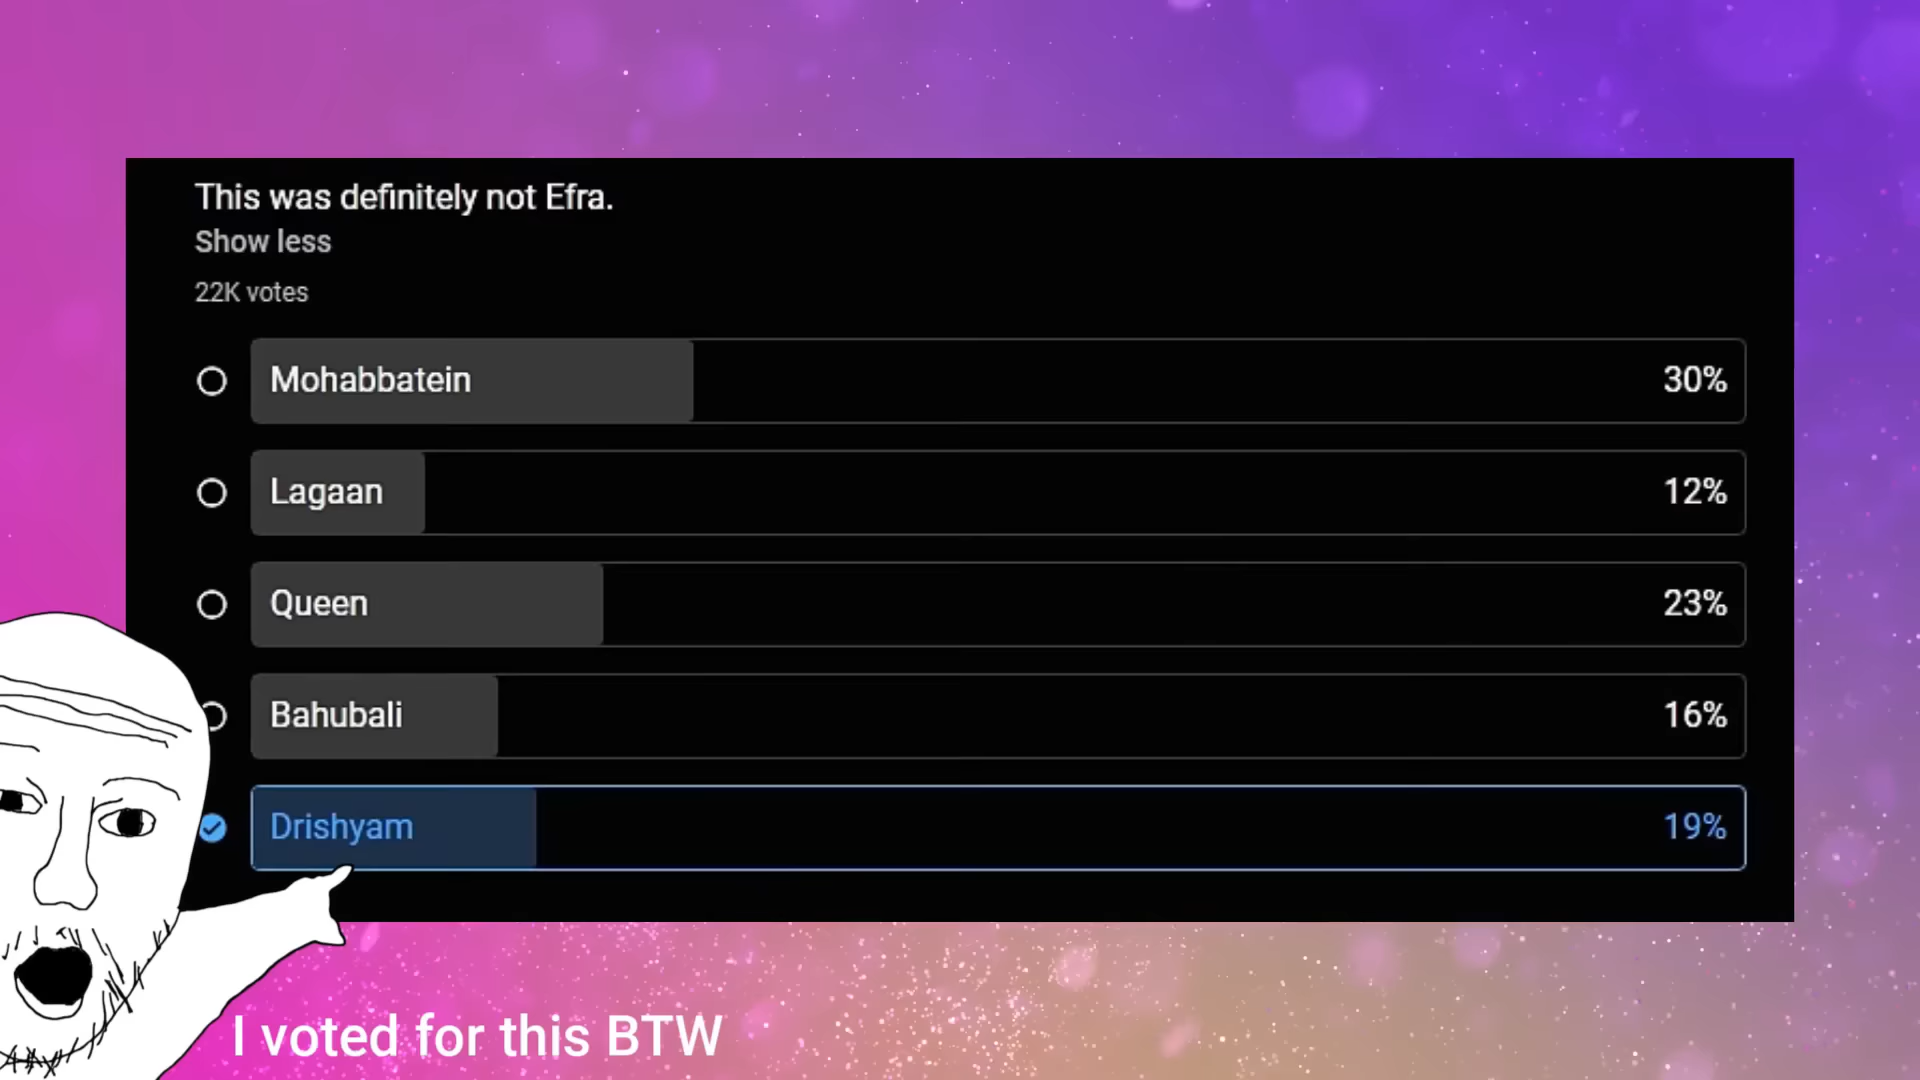 This was definitely not Efra.
Show less
22K votes
Mohabbatein 30%
Lagaan 12%
Queen 23%
Bahubali 16%
Drishyam 19%
I voted for this BTW